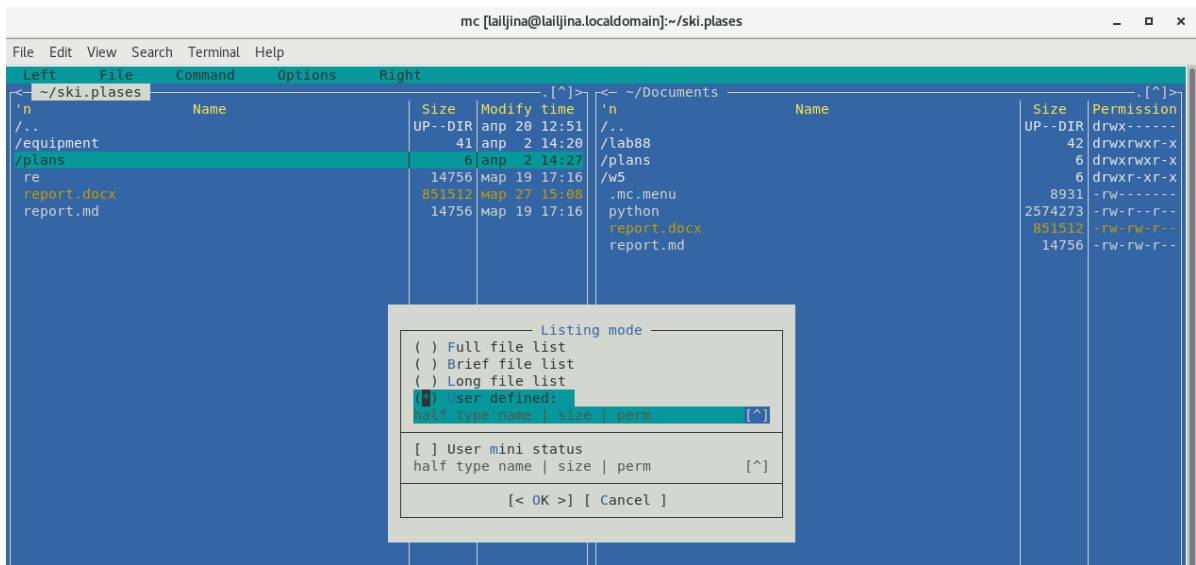 mc [lailjina@lailjina.localdomain]:~/ski.plases
File Edit View Search Terminal Help
Left File Command Options Right
<─ ~/ski.plases ─.[^]>
'n Name Size Modify time
/.. UP--DIR апр 20 12:51
/equipment 41 апр 2 14:20
/plans 6 апр 2 14:27
re 14756 мар 19 17:16
report.docx 851512 мар 27 15:08
report.md 14756 мар 19 17:16
<─ ~/Documents ─.[^]>
'n Name Size Permission
/.. UP--DIR drwx------
/lab88 42 drwxrwxr-x
/plans 6 drwxrwxr-x
/w5 6 drwxr-xr-x
.mc.menu 8931 -rw-------
python 2574273 -rw-r--r--
report.docx 851512 -rw-rw-r--
report.md 14756 -rw-rw-r--
Listing mode
( ) Full file list
( ) Brief file list
( ) Long file list
(*) User defined:
half type name | size | perm [^]
[ ] User mini status
half type name | size | perm [^]
[< OK >] [ Cancel ]